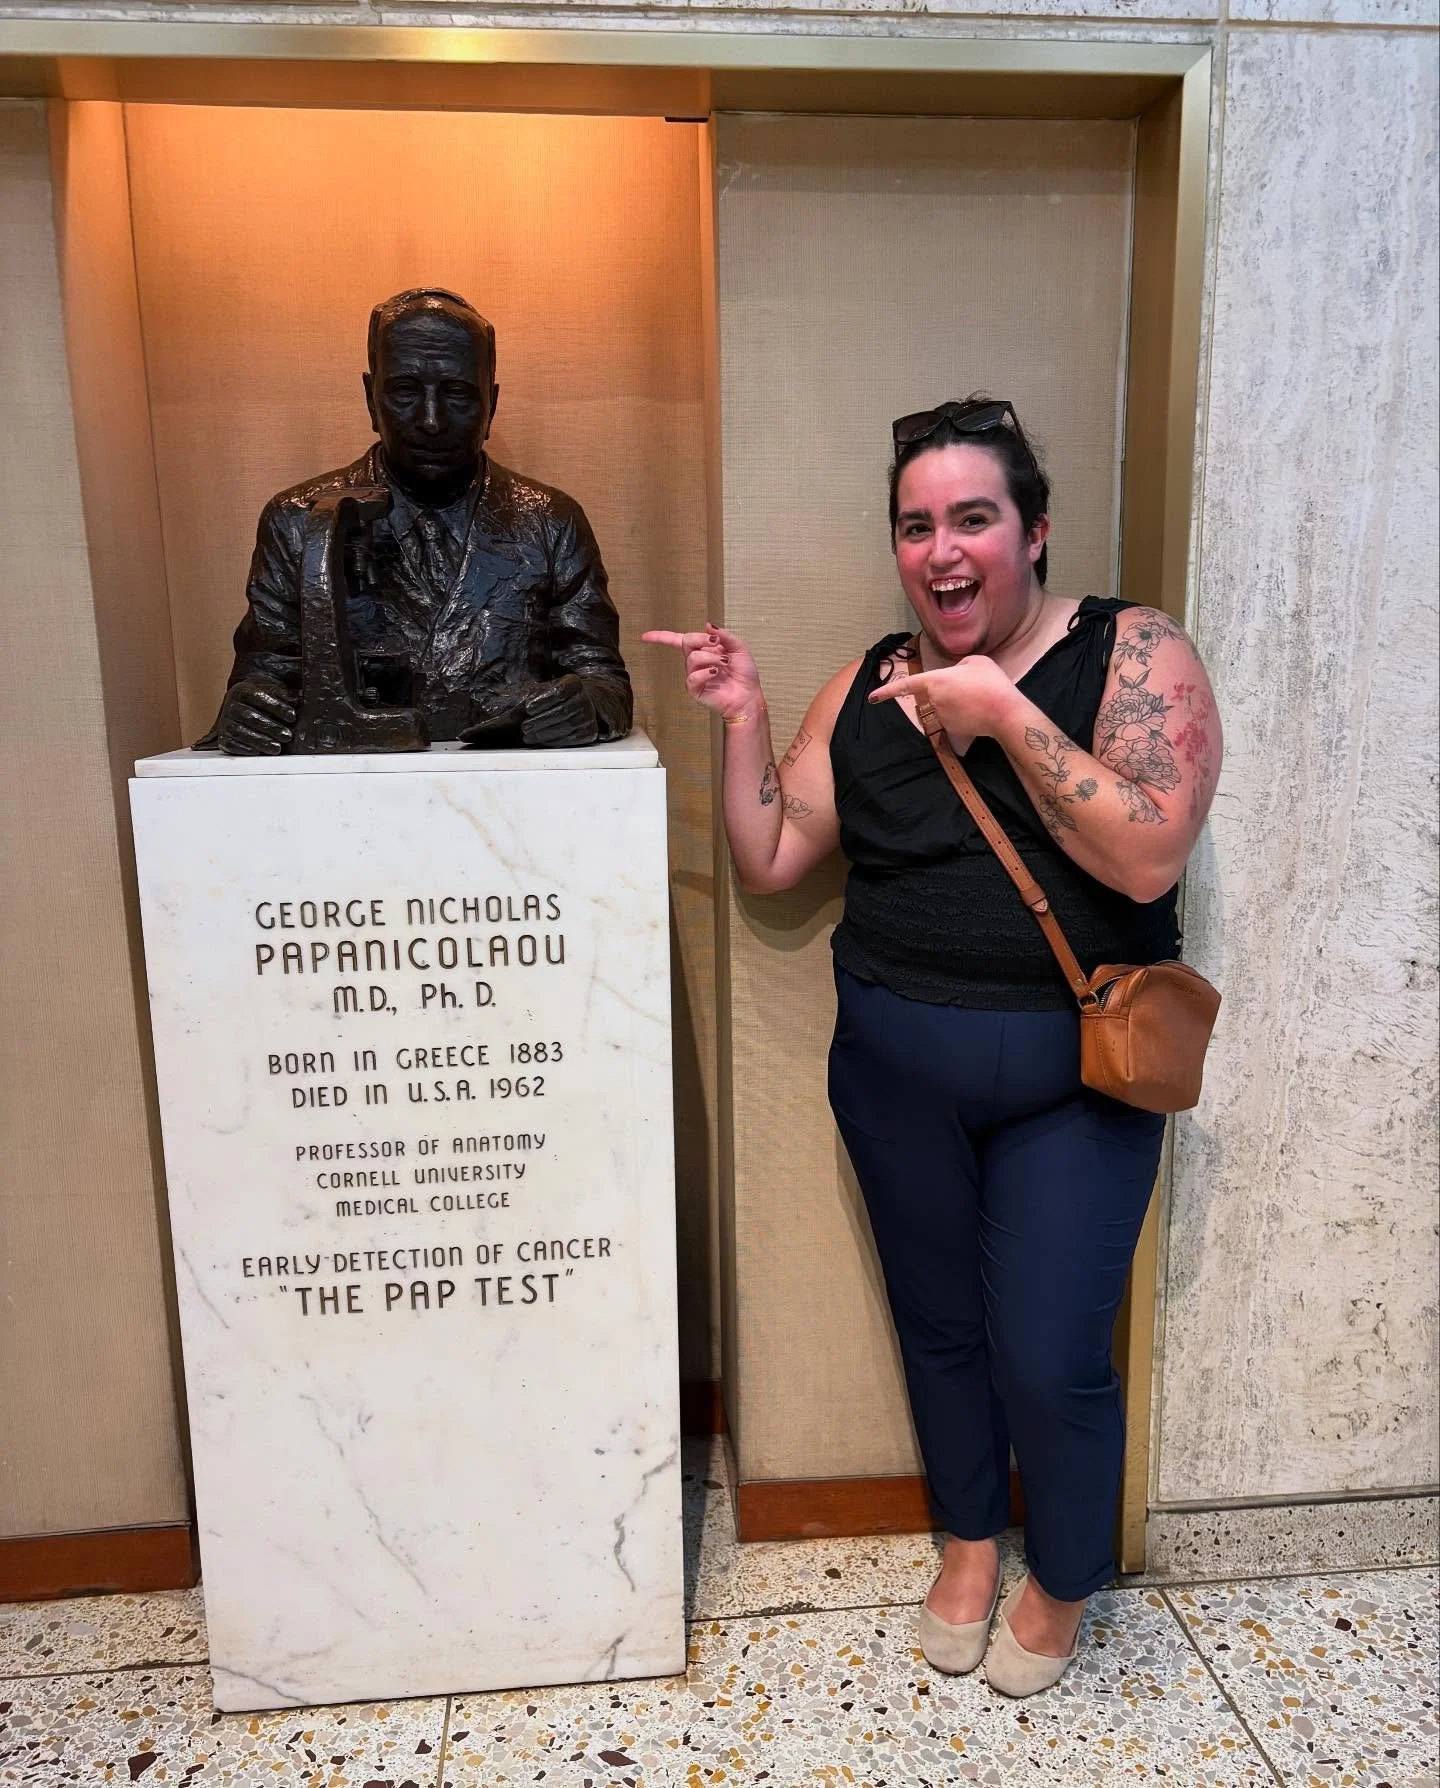 GEORGE NICHOLAS
PAPANICOLAOU
M.D., Ph. D.
BORN IN GREECE 1883
DIED IN U.S.A. 1962
PROFESSOR OF ANATOMY
CORNELL UNIVERSITY
MEDICAL COLLEGE
EARLY DETECTION OF CANCER
"THE PAP TEST"